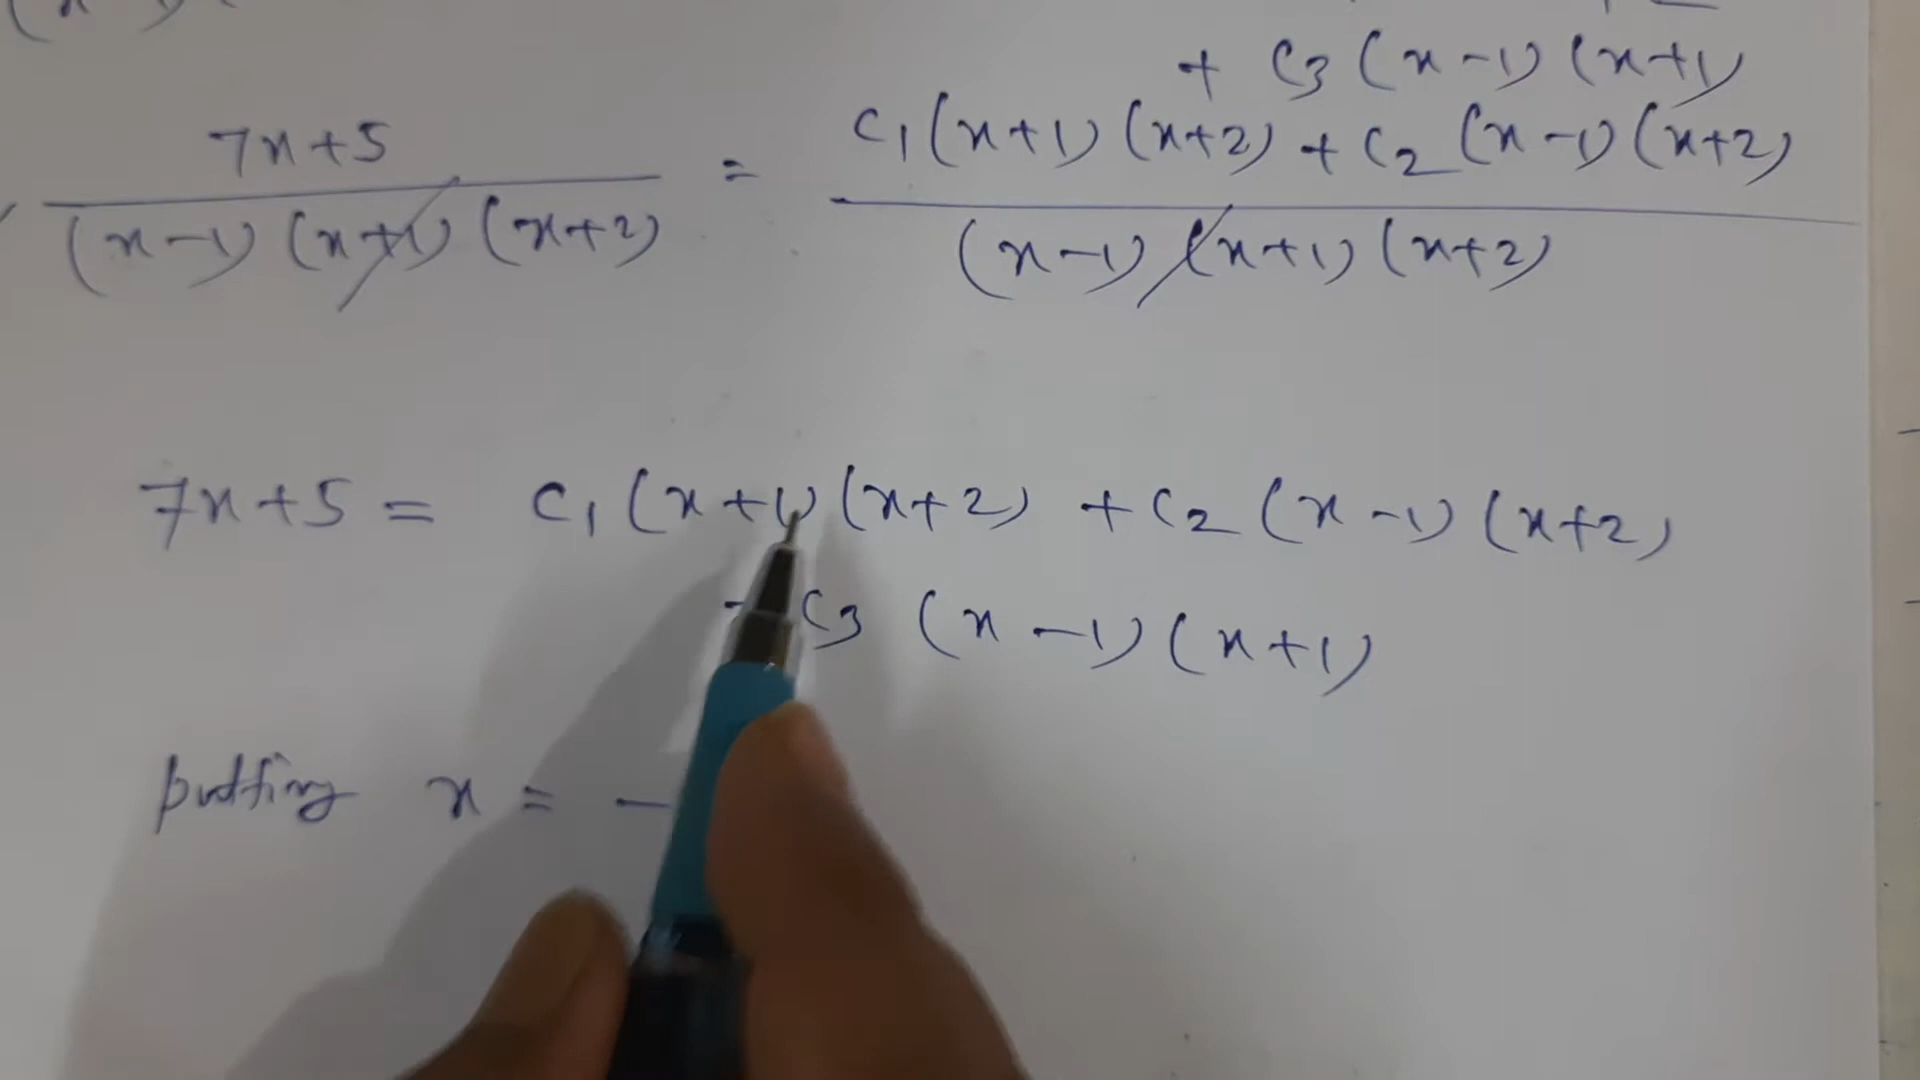 + C3 (x-1) (x+1)
7x+5 = C1(x+1) (x+2) + C2 (x-1) (x+2)
(x-1) (x+1) (x+2) (x-1) (x+1) (x+2)
7x+5 = C1 (x+1) (x+2) + C2 (x-1) (x+2)
C3 (x-1) (x+1)
putting x = -